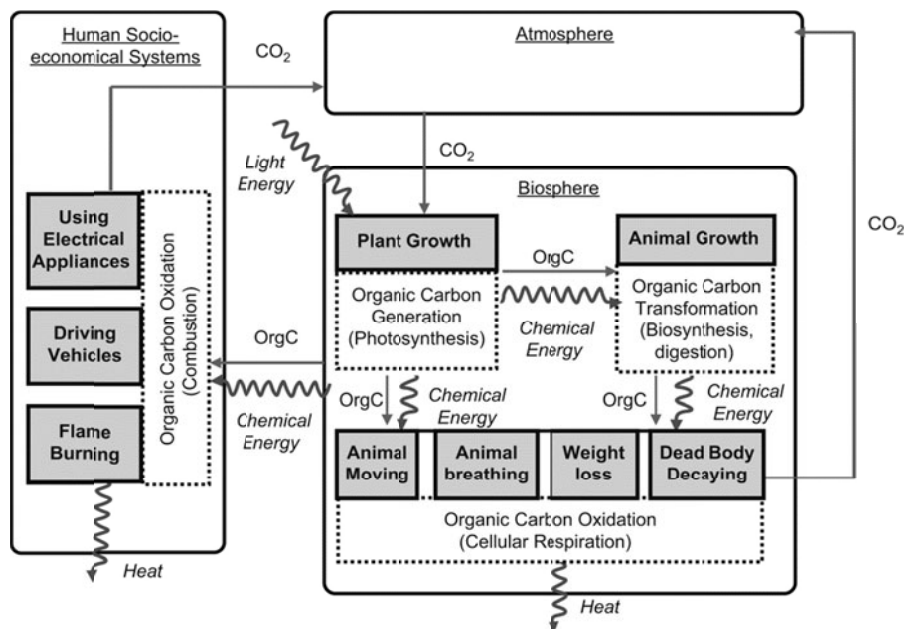 Human Socio-
economical Systems
CO2
Atmosphere
CO2
Light
Energy
Biosphere
CO2
Using
Electrical
Appliances
Driving
Vehicles
Flame
Burning
Organic Carbon Oxidation
(Combustion)
Plant Growth
Organic Carbon
Generation
(Photosynthesis)
OrgC
Chemical
Energy
Animal Growth
Organic Carbon
Transformation
(Biosynthesis,
digestion)
OrgC
Chemical
Energy
OrgC
Chemical
Energy
OrgC
Chemical
Energy
Animal
Moving
Animal
breathing
Weight
loss
Dead Body
Decaying
Organic Carton Oxidation
(Cellular Respiration)
Heat
Heat